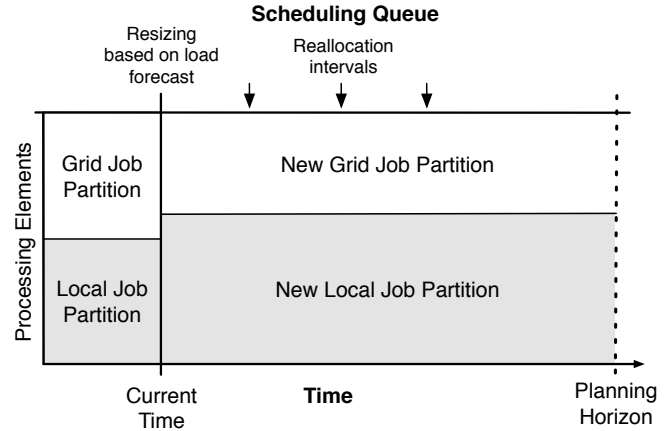 Scheduling Queue
Resizing
based on load
forecast
Reallocation
intervals
Processing Elements
Grid Job
Partition
New Grid Job Partition
Local Job
Partition
New Local Job Partition
Current
Time
Time
Planning
Horizon